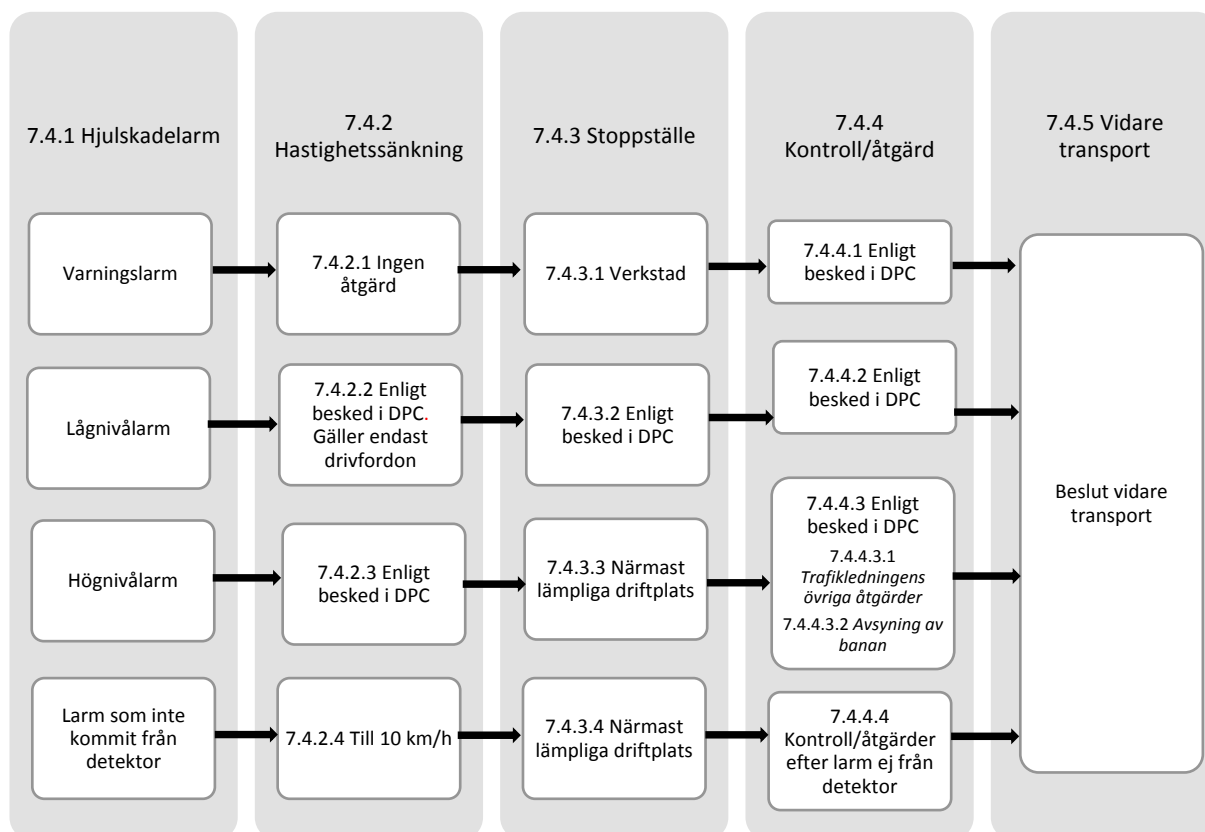 7.4.1 Hjulskadelarm
7.4.2
Hastighetssänkning
7.4.3 Stoppställe
7.4.4
Kontroll/åtgärd
7.4.5 Vidare
transport
Varningslarm
7.4.2.1 Ingen
åtgärd
7.4.3.1 Verkstad
7.4.4.1 Enligt
besked i DPC
Lågnivålarm
7.4.2.2 Enligt
besked i DPC.
Gäller endast
drivfordon
7.4.3.2 Enligt
besked i DPC
7.4.4.2 Enligt
besked i DPC
Högnivålarm
7.4.2.3 Enligt
besked i DPC
7.4.3.3 Närmast
lämpliga driftplats
7.4.4.3 Enligt
besked i DPC
7.4.4.3.1
Trafikledningens
övriga åtgärder
7.4.4.3.2 Avsyning av
banan
Larm som inte
kommit från
detektor
7.4.2.4 Till 10 km/h
7.4.3.4 Närmast
lämpliga driftplats
7.4.4.4
Kontroll/åtgärder
efter larm ej från
detektor
Beslut vidare
transport